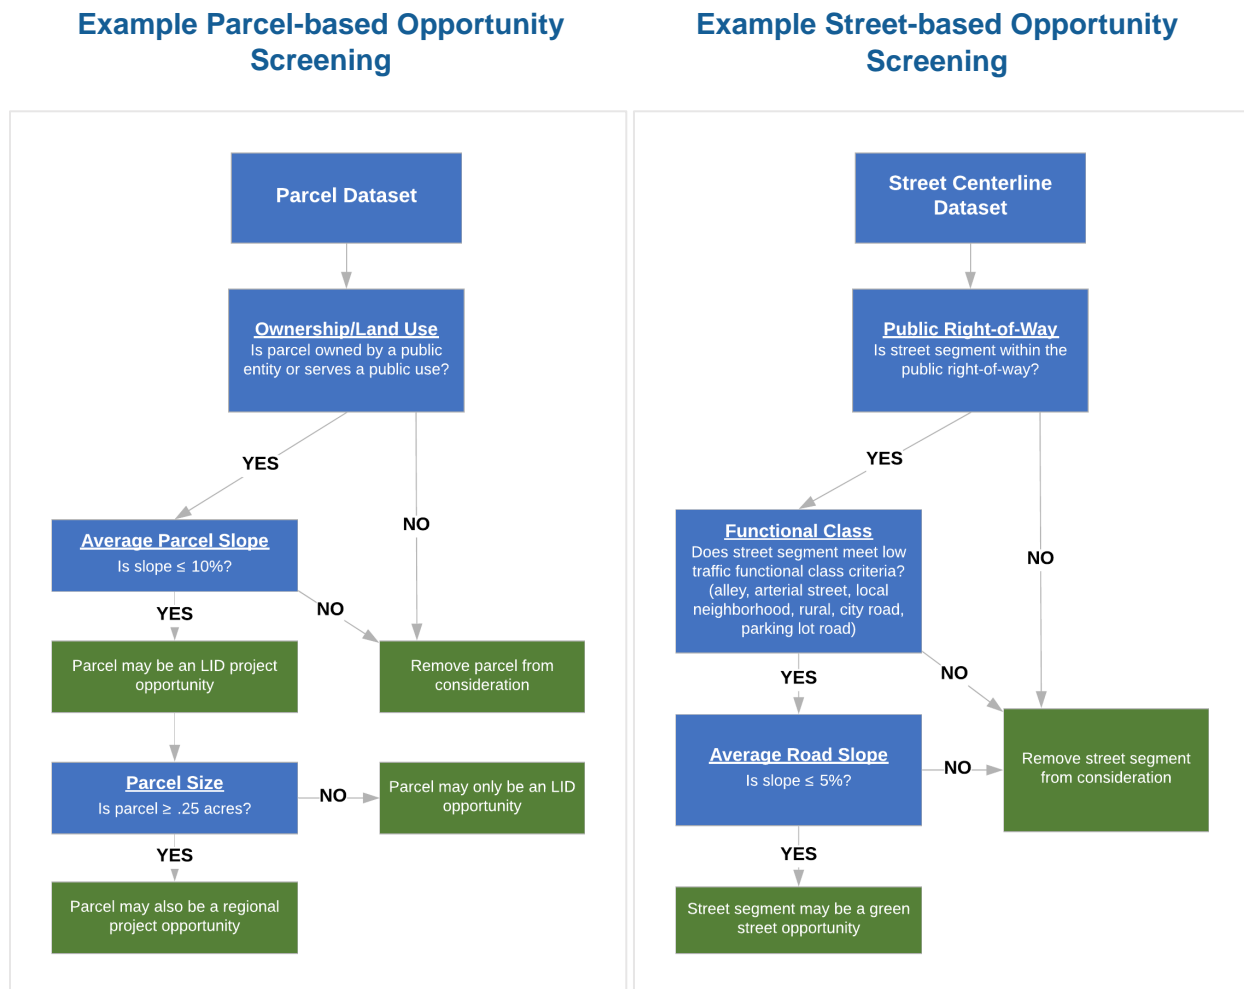 Example Parcel-based Opportunity
Screening
Parcel Dataset
Ownership/Land Use
Is parcel owned by a public
entity or serves a public use?
YES
NO
Average Parcel Slope
Is slope ≤ 10%?
YES
NO
Parcel may be an LID project
opportunity
Remove parcel from
consideration
Parcel Size
Is parcel ≥ .25 acres?
NO
Parcel may only be an LID
opportunity
YES
Parcel may also be a regional
project opportunity
Example Street-based Opportunity
Screening
Street Centerline
Dataset
Public Right-of-Way
Is street segment within the
public right-of-way?
YES
NO
Functional Class
Does street segment meet low
traffic functional class criteria?
(alley, arterial street, local
neighborhood, rural, city road,
parking lot road)
YES
NO
Average Road Slope
Is slope ≤ 5%?
NO
Remove street segment
from consideration
YES
Street segment may be a green
street opportunity